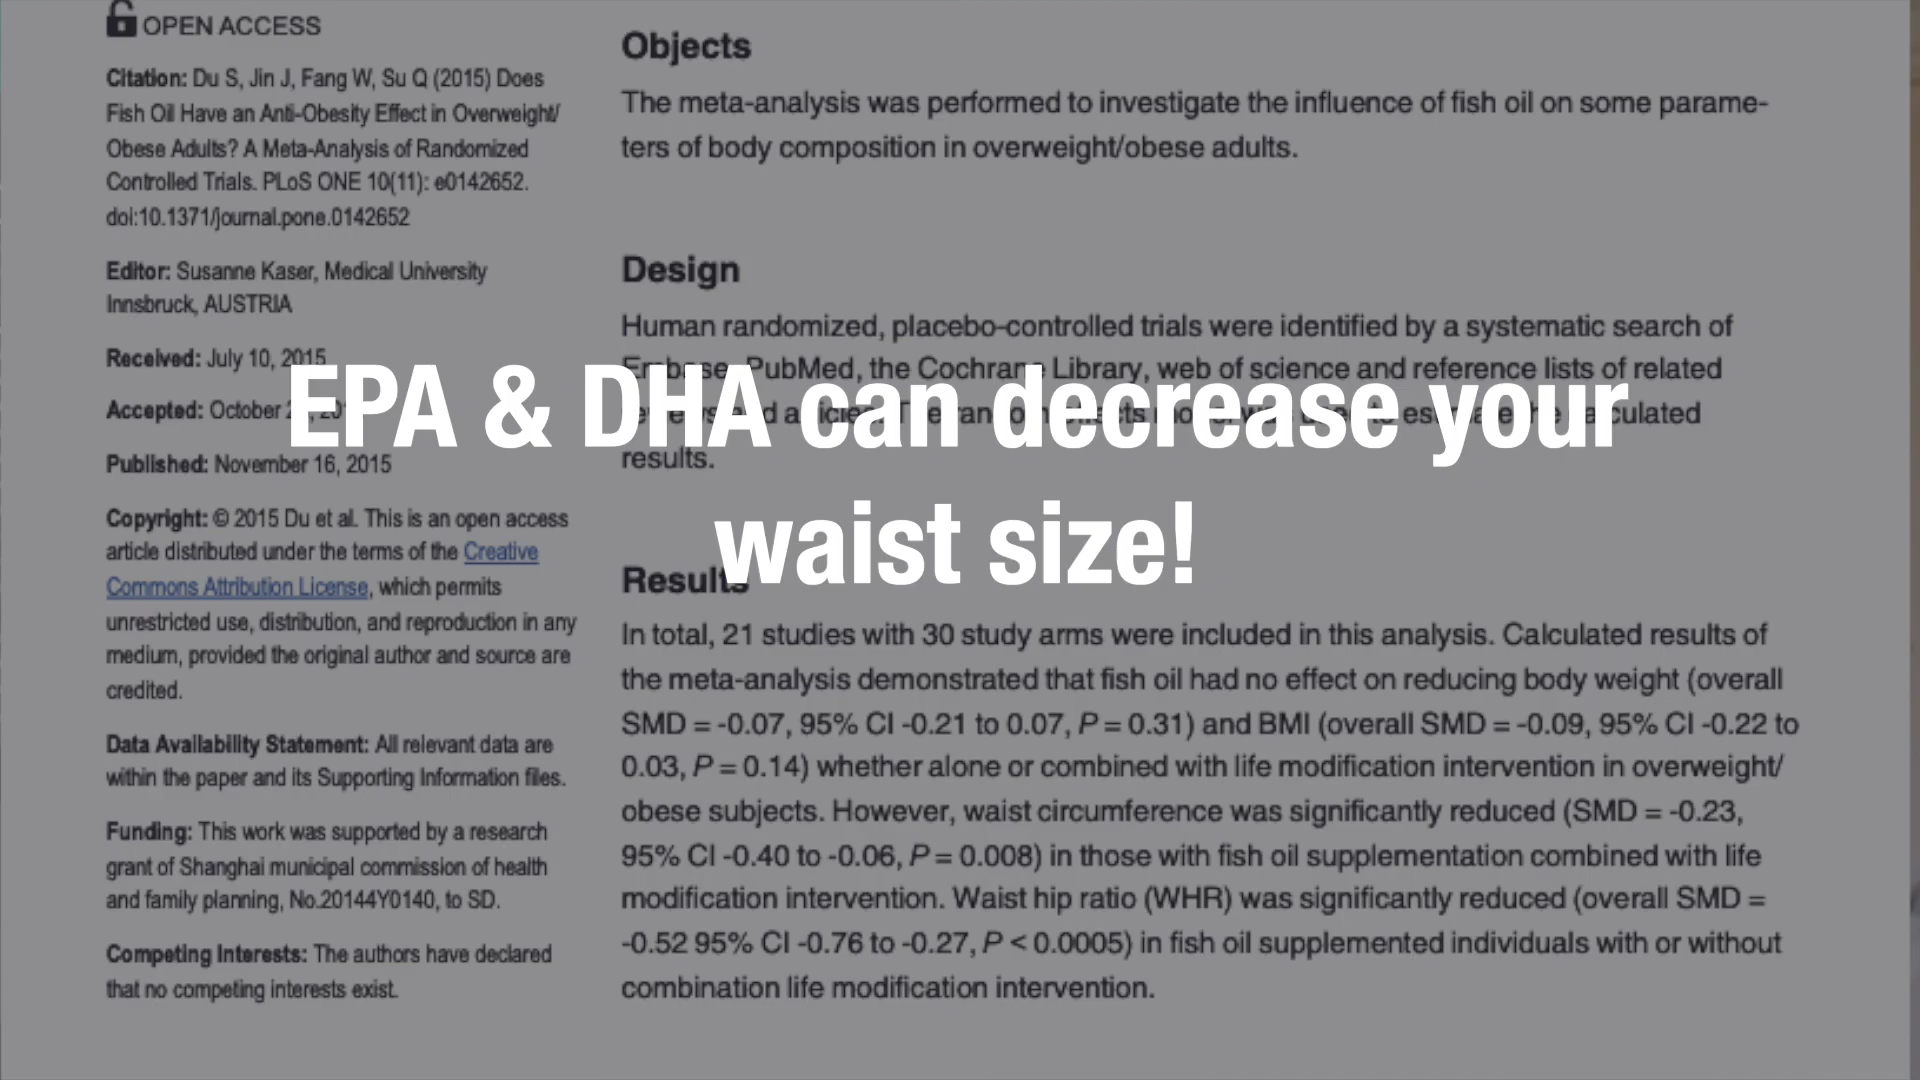 OPEN ACCESS
Citation: Du S, Jin J, Fang W, Su Q (2015) Does
Fish Oil Have an Anti-Obesity Effect in Overweight/
Obese Adults? A Meta-Analysis of Randomized
Controlled Trials. PLoS ONE 10(11): e0142652.
doi:10.1371/journal.pone.0142652
Editor: Susanne Kaser, Medical University
Innsbruck, AUSTRIA
Received: July 10, 2015
Accepted: October
Published: November 16, 2015
Copyright: © 2015 Du et al. This is an open access
article distributed under the terms of the Creative
Commons Attribution License, which permits
unrestricted use, distribution, and reproduction in any
medium, provided the original author and source are
credited.
Data Availability Statement: All relevant data are
within the paper and its Supporting Information files.
Funding: This work was supported by a research
grant of Shanghai municipal commission of health
and family planning, No.20144Y0140, to SD.
Competing Interests: The authors have declared
that no competing interests exist.
Objects
The meta-analysis was performed to investigate the influence of fish oil on some parame-
ters of body composition in overweight/obese adults.
Design
Human randomized, placebo-controlled trials were identified by a systematic search of
Embase, PubMed, the Cochrane Library, web of science and reference lists of related
calculated
results.
EPA & DHA can decrease your
waist size!
Results
In total, 21 studies with 30 study arms were included in this analysis. Calculated results of
the meta-analysis demonstrated that fish oil had no effect on reducing body weight (overall
SMD = -0.07, 95% CI -0.21 to 0.07, P = 0.31) and BMI (overall SMD = -0.09, 95% CI -0.22 to
0.03, P = 0.14) whether alone or combined with life modification intervention in overweight/
obese subjects. However, waist circumference was significantly reduced (SMD = -0.23,
95% CI -0.40 to -0.06, P = 0.008) in those with fish oil supplementation combined with life
modification intervention. Waist hip ratio (WHR) was significantly reduced (overall SMD =
-0.52 95% CI -0.76 to -0.27, P < 0.0005) in fish oil supplemented individuals with or without
combination life modification intervention.